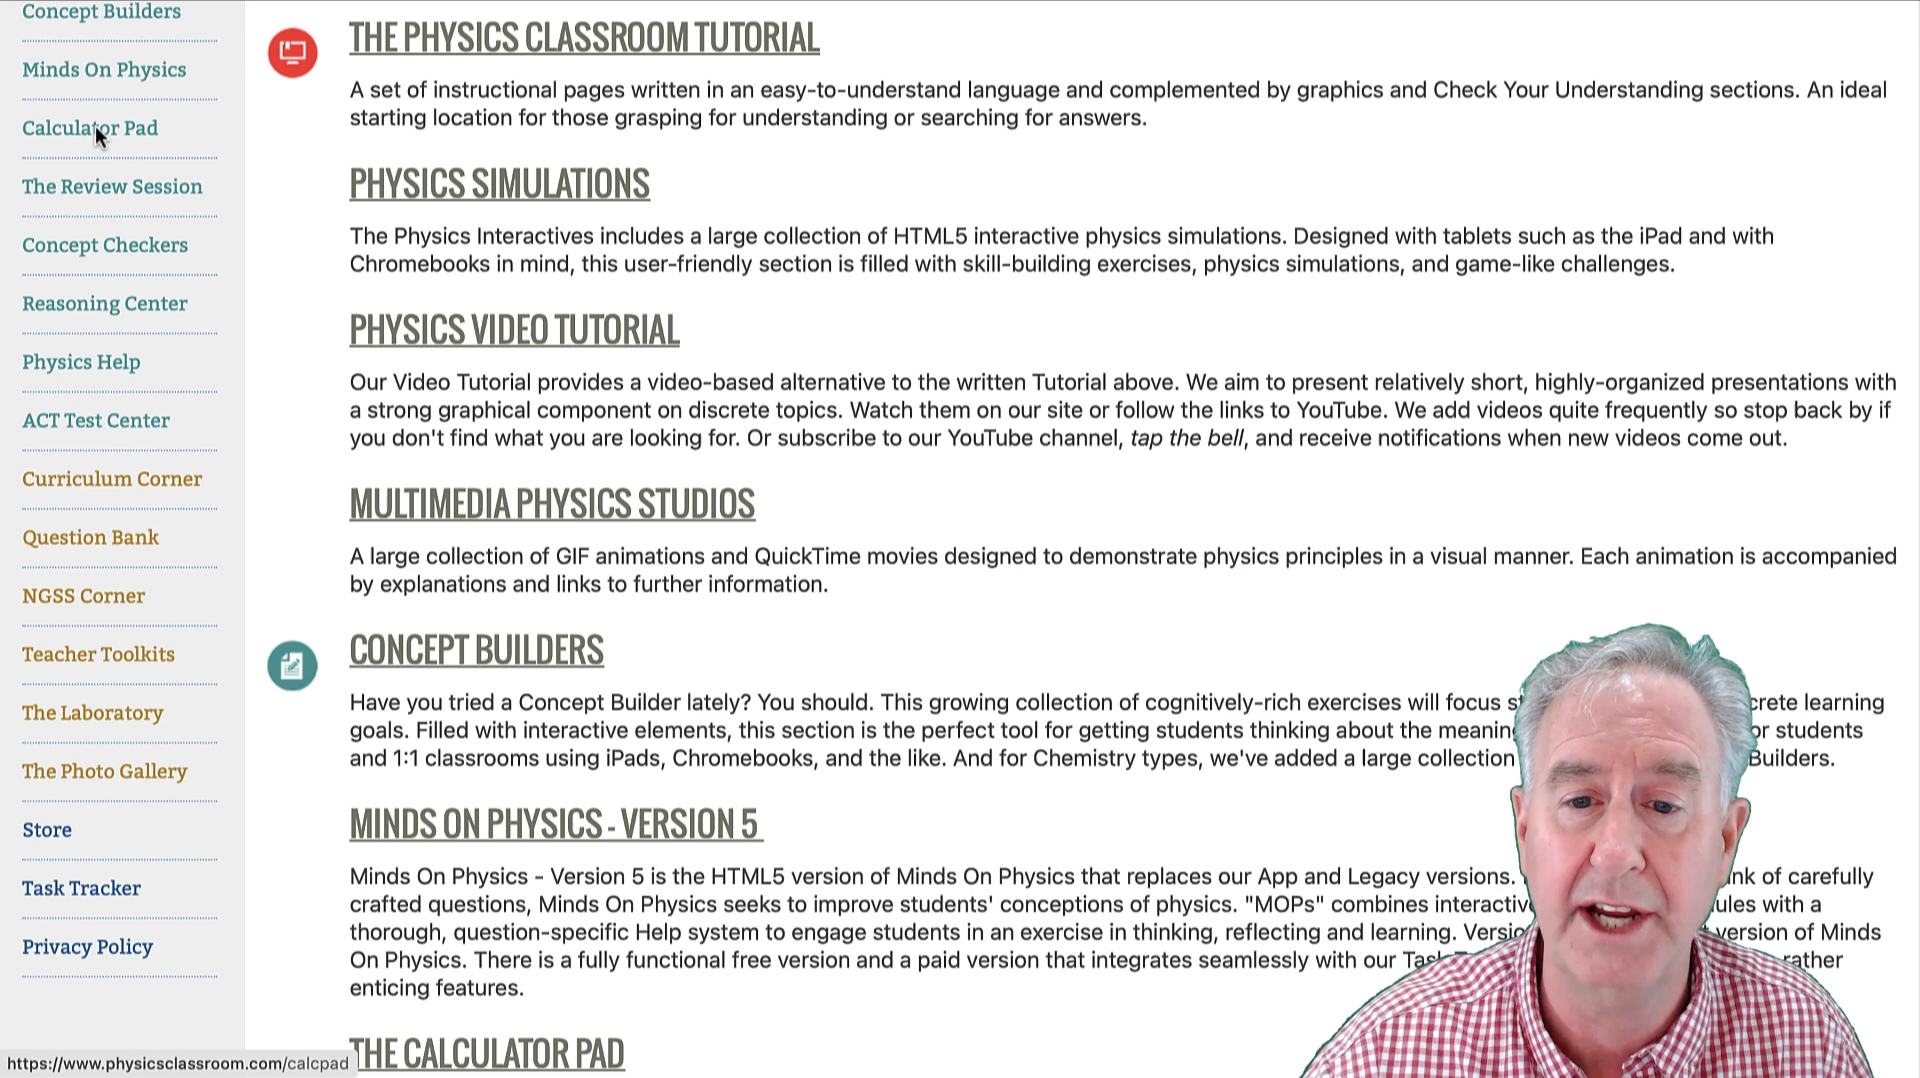 Concept Builders
Minds On Physics
Calculator Pad
The Review Session
Concept Checkers
Reasoning Center
Physics Help
ACT Test Center
Curriculum Corner
Question Bank
NGSS Corner
Teacher Toolkits
The Laboratory
The Photo Gallery
Store
Task Tracker
Privacy Policy
https://www.physicsclassroom.com/calcpad
THE PHYSICS CLASSROOM TUTORIAL
A set of instructional pages written in an easy-to-understand language and complemented by graphics and Check Your Understanding sections. An ideal
starting location for those grasping for understanding or searching for answers.
PHYSICS SIMULATIONS
The Physics Interactives includes a large collection of HTML5 interactive physics simulations. Designed with tablets such as the iPad and with
Chromebooks in mind, this user-friendly section is filled with skill-building exercises, physics simulations, and game-like challenges.
PHYSICS VIDEO TUTORIAL
Our Video Tutorial provides a video-based alternative to the written Tutorial above. We aim to present relatively short, highly-organized presentations with
a strong graphical component on discrete topics. Watch them on our site or follow the links to YouTube. We add videos quite frequently so stop back by if
you don't find what you are looking for. Or subscribe to our YouTube channel, tap the bell, and receive notifications when new videos come out.
MULTIMEDIA PHYSICS STUDIOS
A large collection of GIF animations and QuickTime movies designed to demonstrate physics principles in a visual manner. Each animation is accompanied
by explanations and links to further information.
CONCEPT BUILDERS
Have you tried a Concept Builder lately? You should. This growing collection of cognitively-rich exercises will focus learning
goals. Filled with interactive elements, this section is the perfect tool for getting students thinking about the students
and 1:1 classrooms using iPads, Chromebooks, and the like. And for Chemistry types, we've added a large collection Builders.
MINDS ON PHYSICS - VERSION 5
Minds On Physics - Version 5 is the HTML5 version of Minds On Physics that replaces our App and Legacy versions. of carefully
crafted questions, Minds On Physics seeks to improve students' conceptions of physics. "MOPs" combines with a
thorough, question-specific Help system to engage students in an exercise in thinking, reflecting and learning. version of Minds
On Physics. There is a fully functional free version and a paid version that integrates seamlessly with our rather
enticing features.
THE CALCULATOR PAD